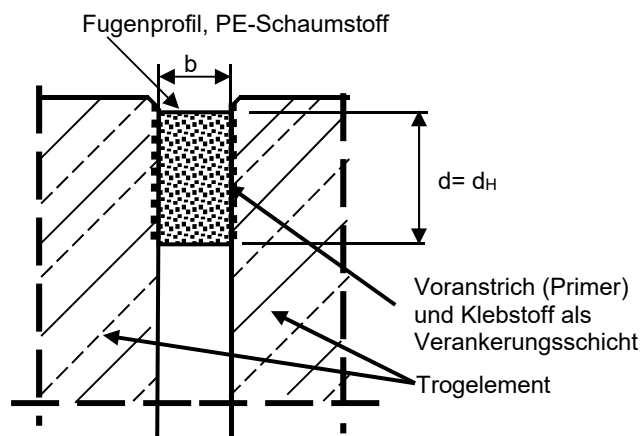 Fugenprofil, PE-Schaumstoff
b
d= dH
Voranstrich (Primer)
und Klebstoff als
Verankerungsschicht
Trogelement